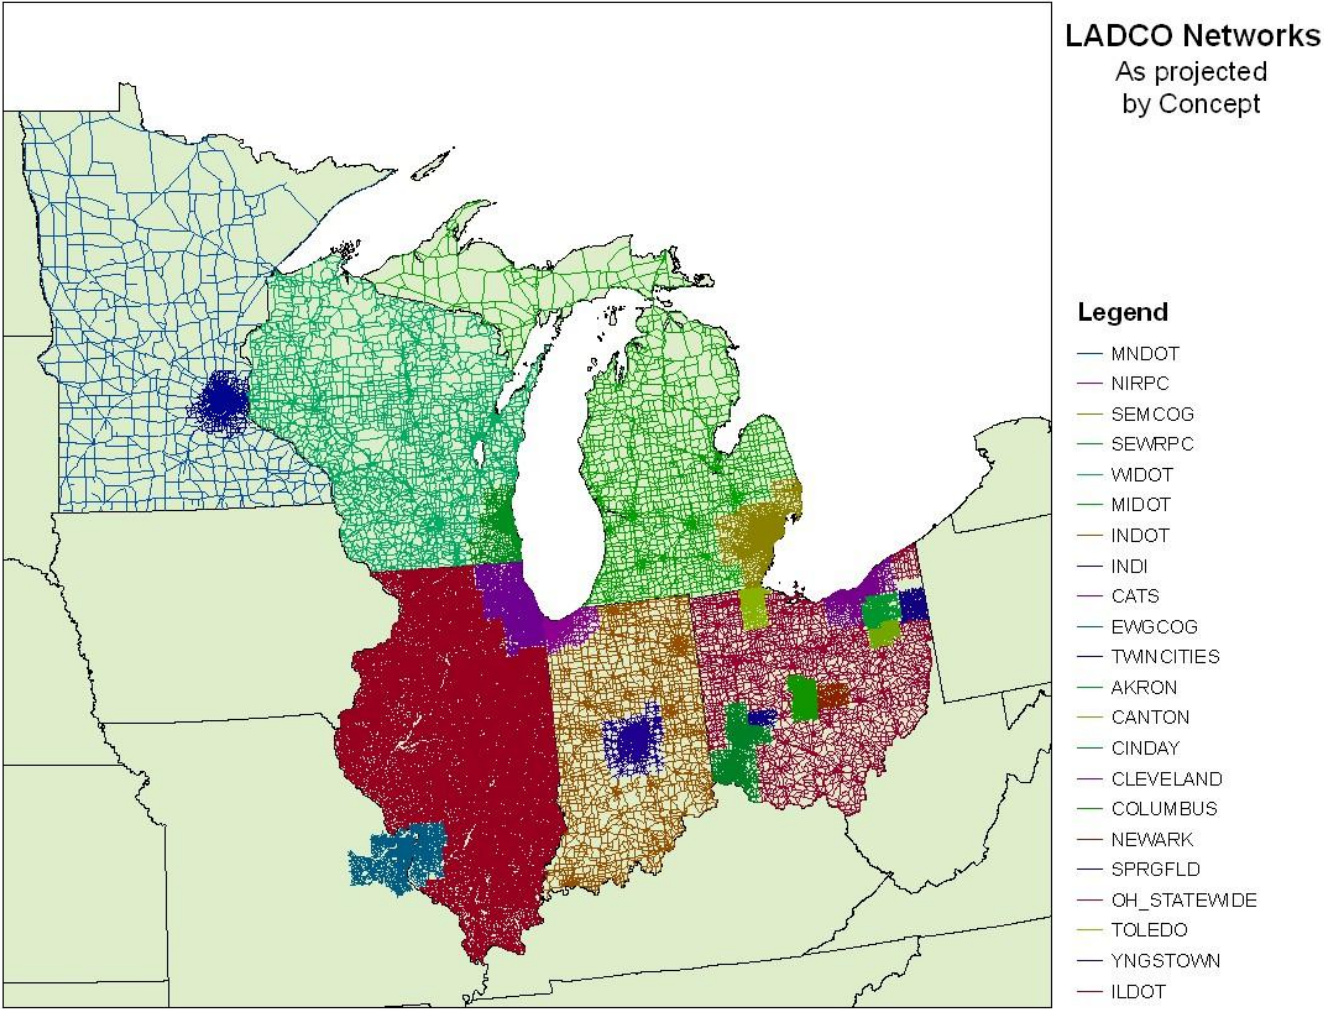 LADCO Networks
As projected
by Concept
Legend
MNDOT
NIRPC
SEMCOG
SEWRPC
WIDOT
MIDOT
INDOT
INDI
CATS
EWGCOG
TWINCITIES
AKRON
CANTON
CINDAY
CLEVELAND
COLUMBUS
NEWARK
SPRGFLD
OH_STATEWIDE
TOLEDO
YNGSTOWN
ILDOT